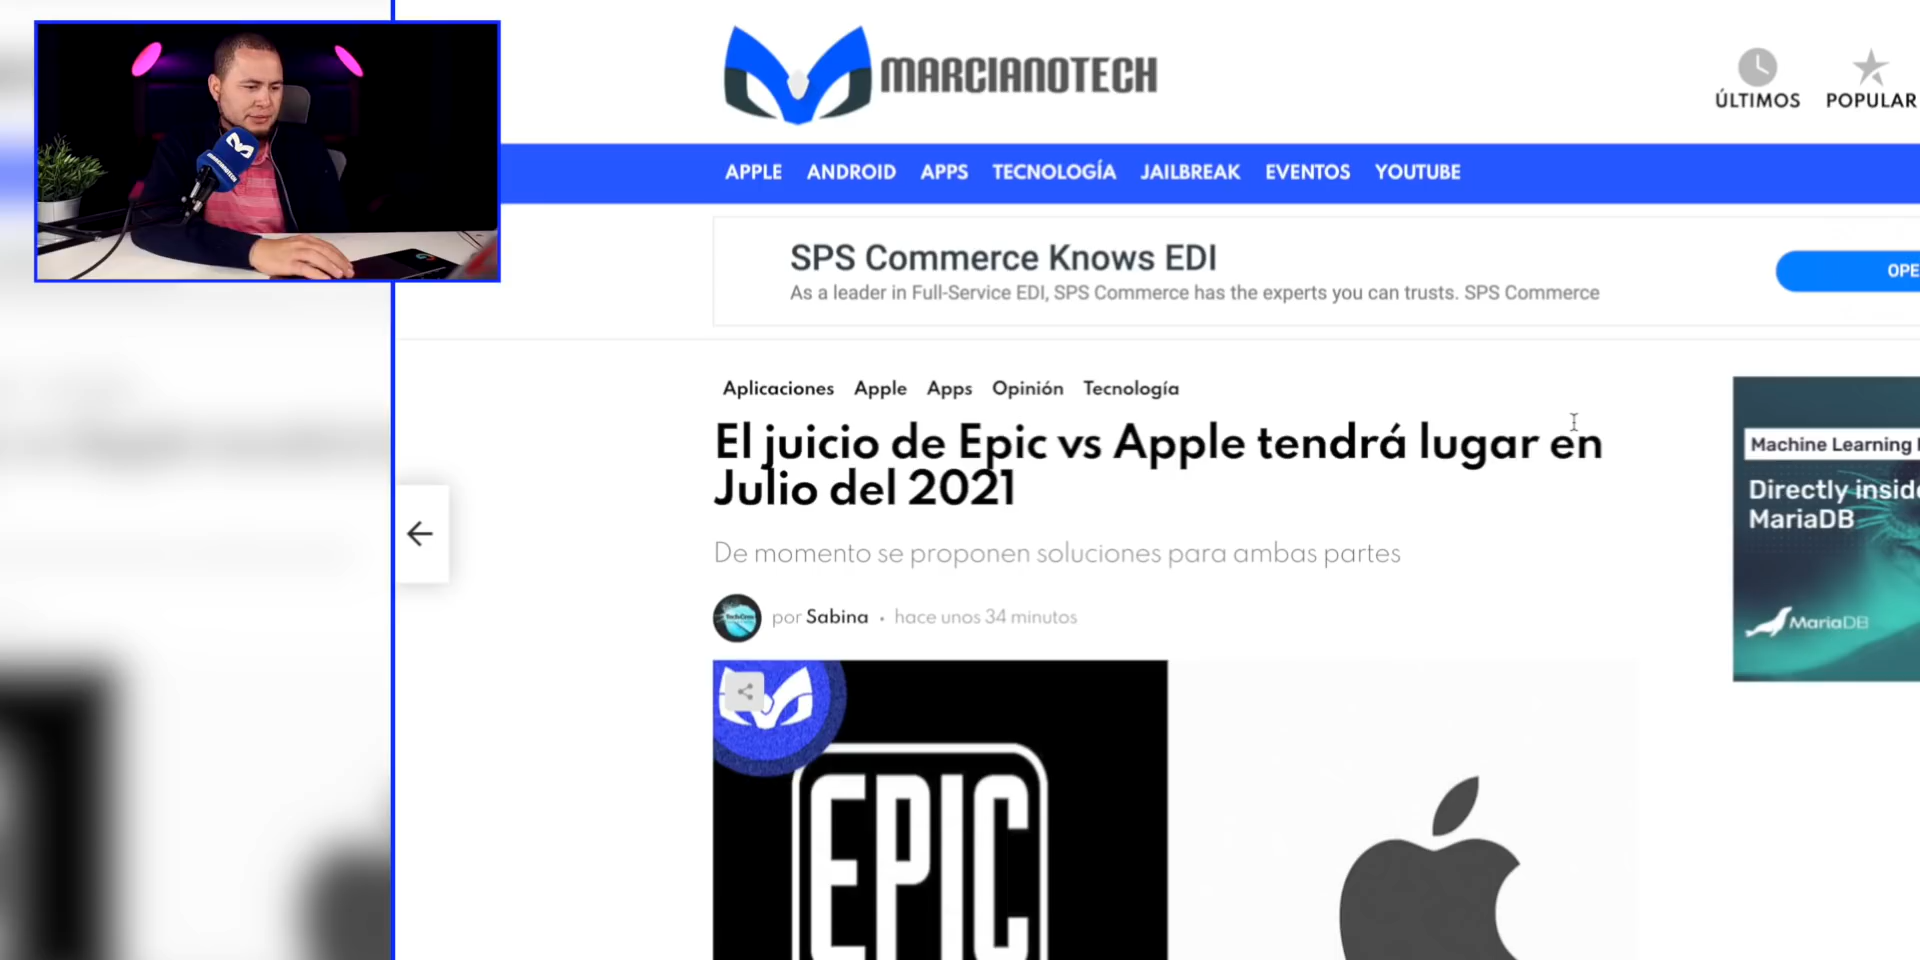 MARCIANOTECH
ÚLTIMOS
POPULAR
MARCIANOTECH
APPLE ANDROID APPS TECNOLOGÍA JAILBREAK EVENTOS YOUTUBE
SPS Commerce Knows EDI
As a leader in Full-Service EDI, SPS Commerce has the experts you can trusts. SPS Commerce
OPE
Aplicaciones Apple Apps Opinión Tecnología
El juicio de Epic vs Apple tendrá lugar en
Julio del 2021
De momento se proponen soluciones para ambas partes
por Sabina • hace unos 34 minutos
Machine Learning
Directly inside
MariaDB
MariaDB
EPIC